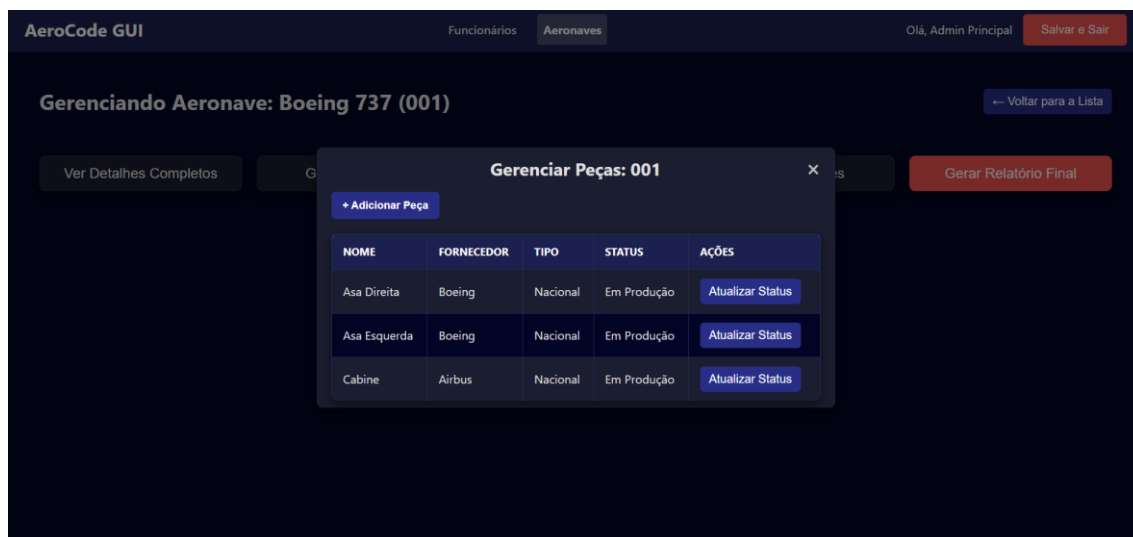 AeroCode GUI Funcionários Aeronaves Olá, Admin Principal Salvar e Sair
Gerenciando Aeronave: Boeing 737 (001) ← Voltar para a Lista
Ver Detalhes Completos Gerar Relatório Final
Gerenciar Peças: 001 ×
+ Adicionar Peça
NOME FORNECEDOR TIPO STATUS AÇÕES
Asa Direita Boeing Nacional Em Produção Atualizar Status
Asa Esquerda Boeing Nacional Em Produção Atualizar Status
Cabine Airbus Nacional Em Produção Atualizar Status